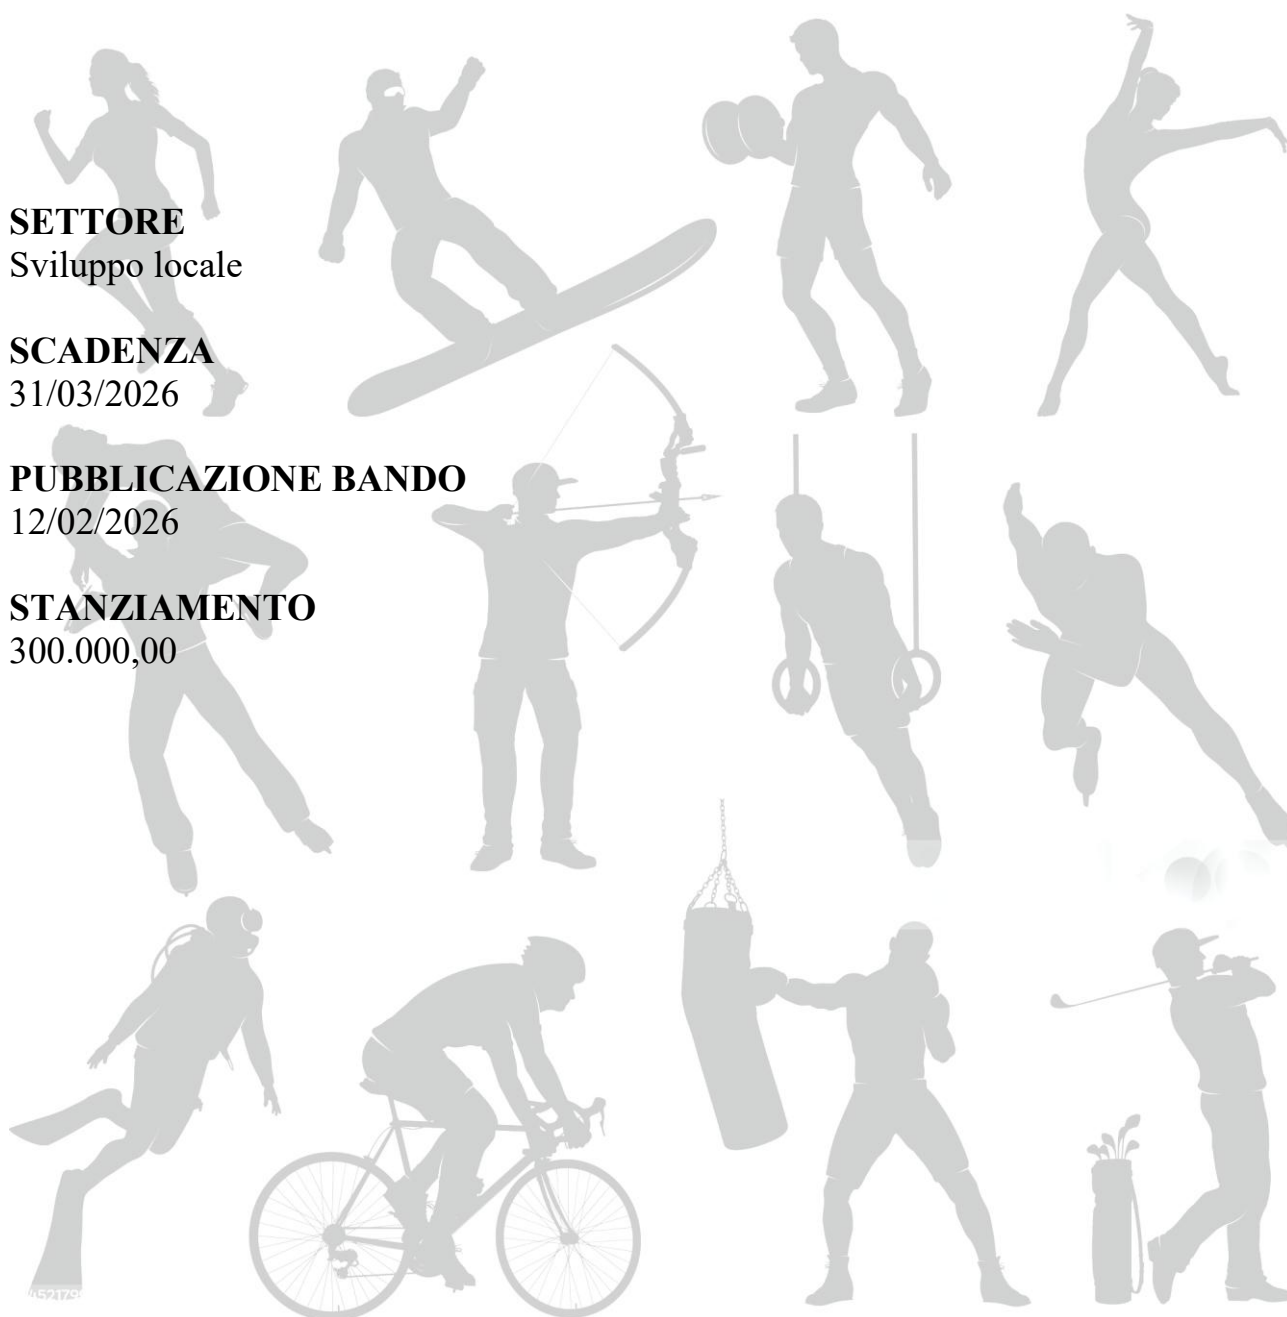 SETTORE
Sviluppo locale
SCADENZA
31/03/2026
PUBBLICAZIONE BANDO
12/02/2026
STANZIAMENTO
300.000,00